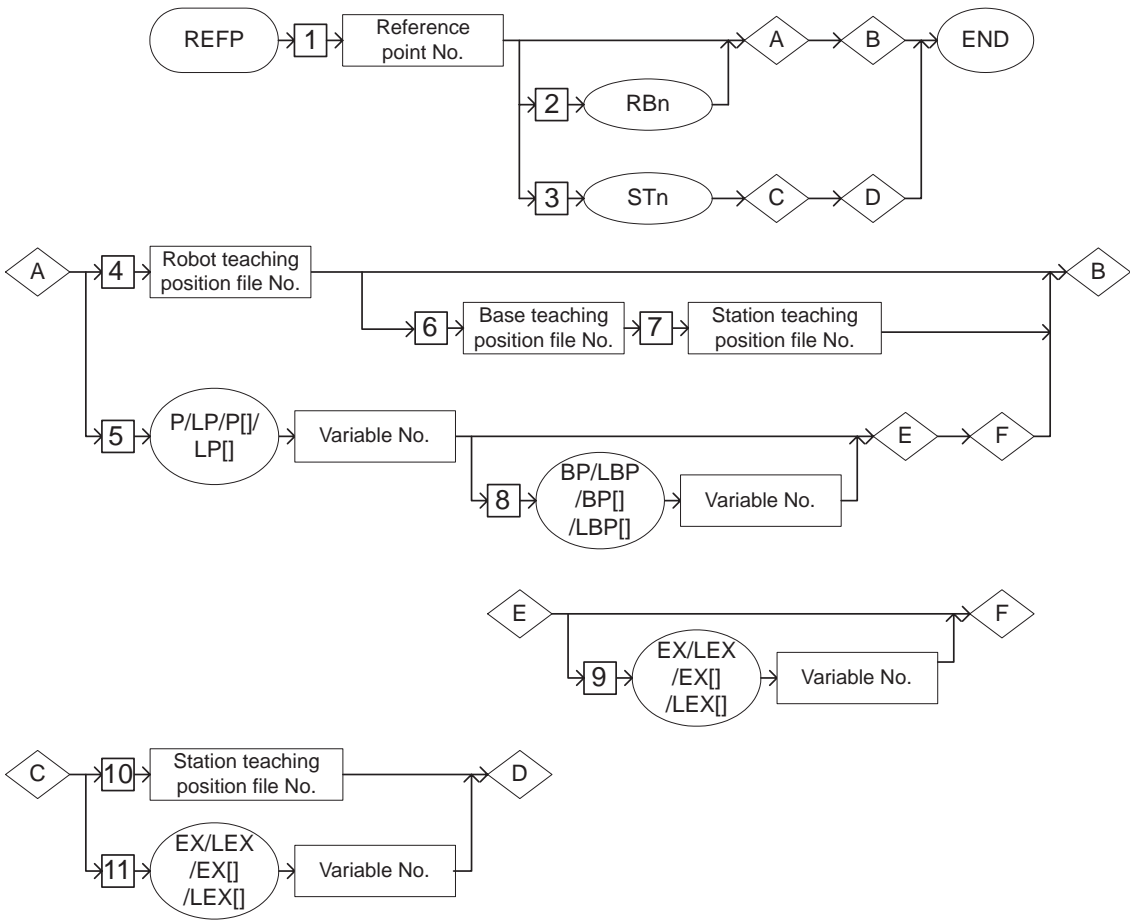 REFP
1
Reference
point No.
A
B
END
2
RBn
3
STn
C
D
A
4
Robot teaching
position file No.
B
6
Base teaching
position file No.
7
Station teaching
position file No.
5
P/LP/P[]/
LP[]
Variable No.
E
F
8
BP/LBP
/BP[]
/LBP[]
Variable No.
E
F
9
EX/LEX
/EX[]
/LEX[]
Variable No.
C
10
Station teaching
position file No.
D
11
EX/LEX
/EX[]
/LEX[]
Variable No.